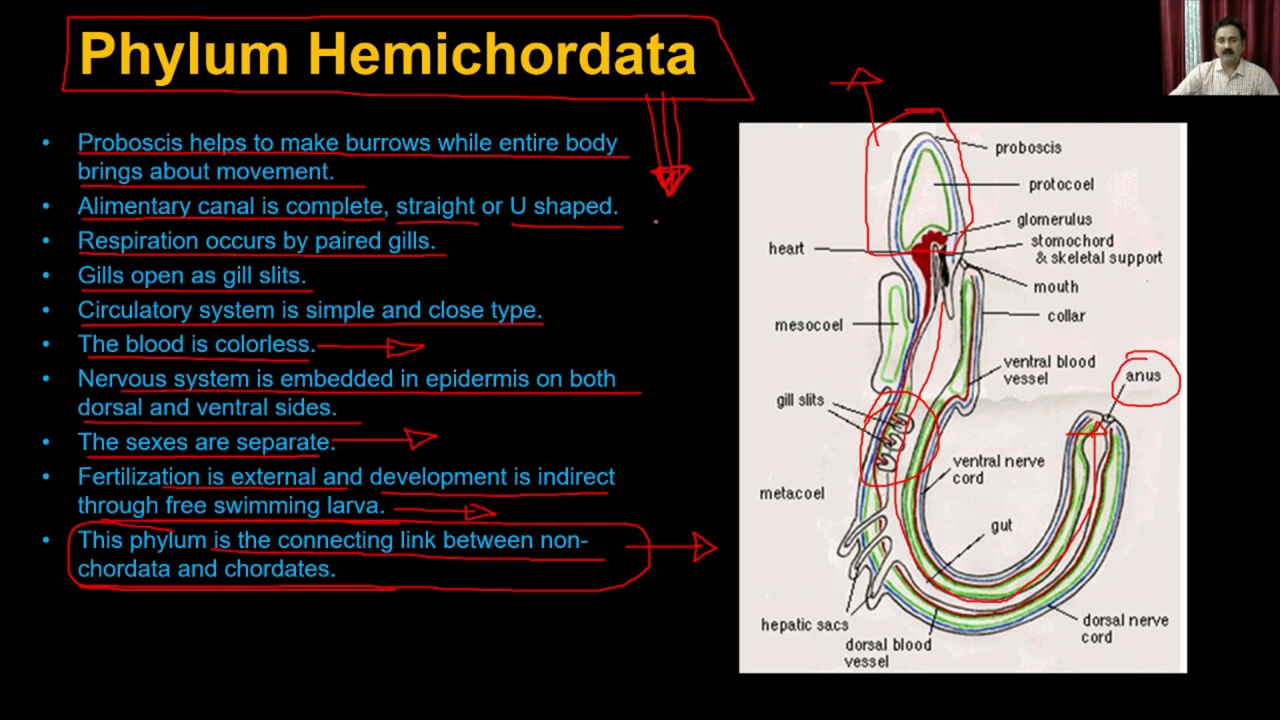 Phylum Hemichordata
• Proboscis helps to make burrows while entire body
brings about movement.
• Alimentary canal is complete, straight or U shaped.
• Respiration occurs by paired gills.
• Gills open as gill slits.
• Circulatory system is simple and close type.
• The blood is colorless.
• Nervous system is embedded in epidermis on both
dorsal and ventral sides.
• The sexes are separate.
• Fertilization is external and development is indirect
through free swimming larva.
• This phylum is the connecting link between non-
chordata and chordates.
proboscis
protocoel
glomerulus
stomochord
& skeletal support
heart
mouth
collar
mesocoel
ventral blood
vessel
anus
gill slits
ventral nerve
cord
metacoel
gut
hepatic sacs
dorsal nerve
cord
dorsal blood
vessel